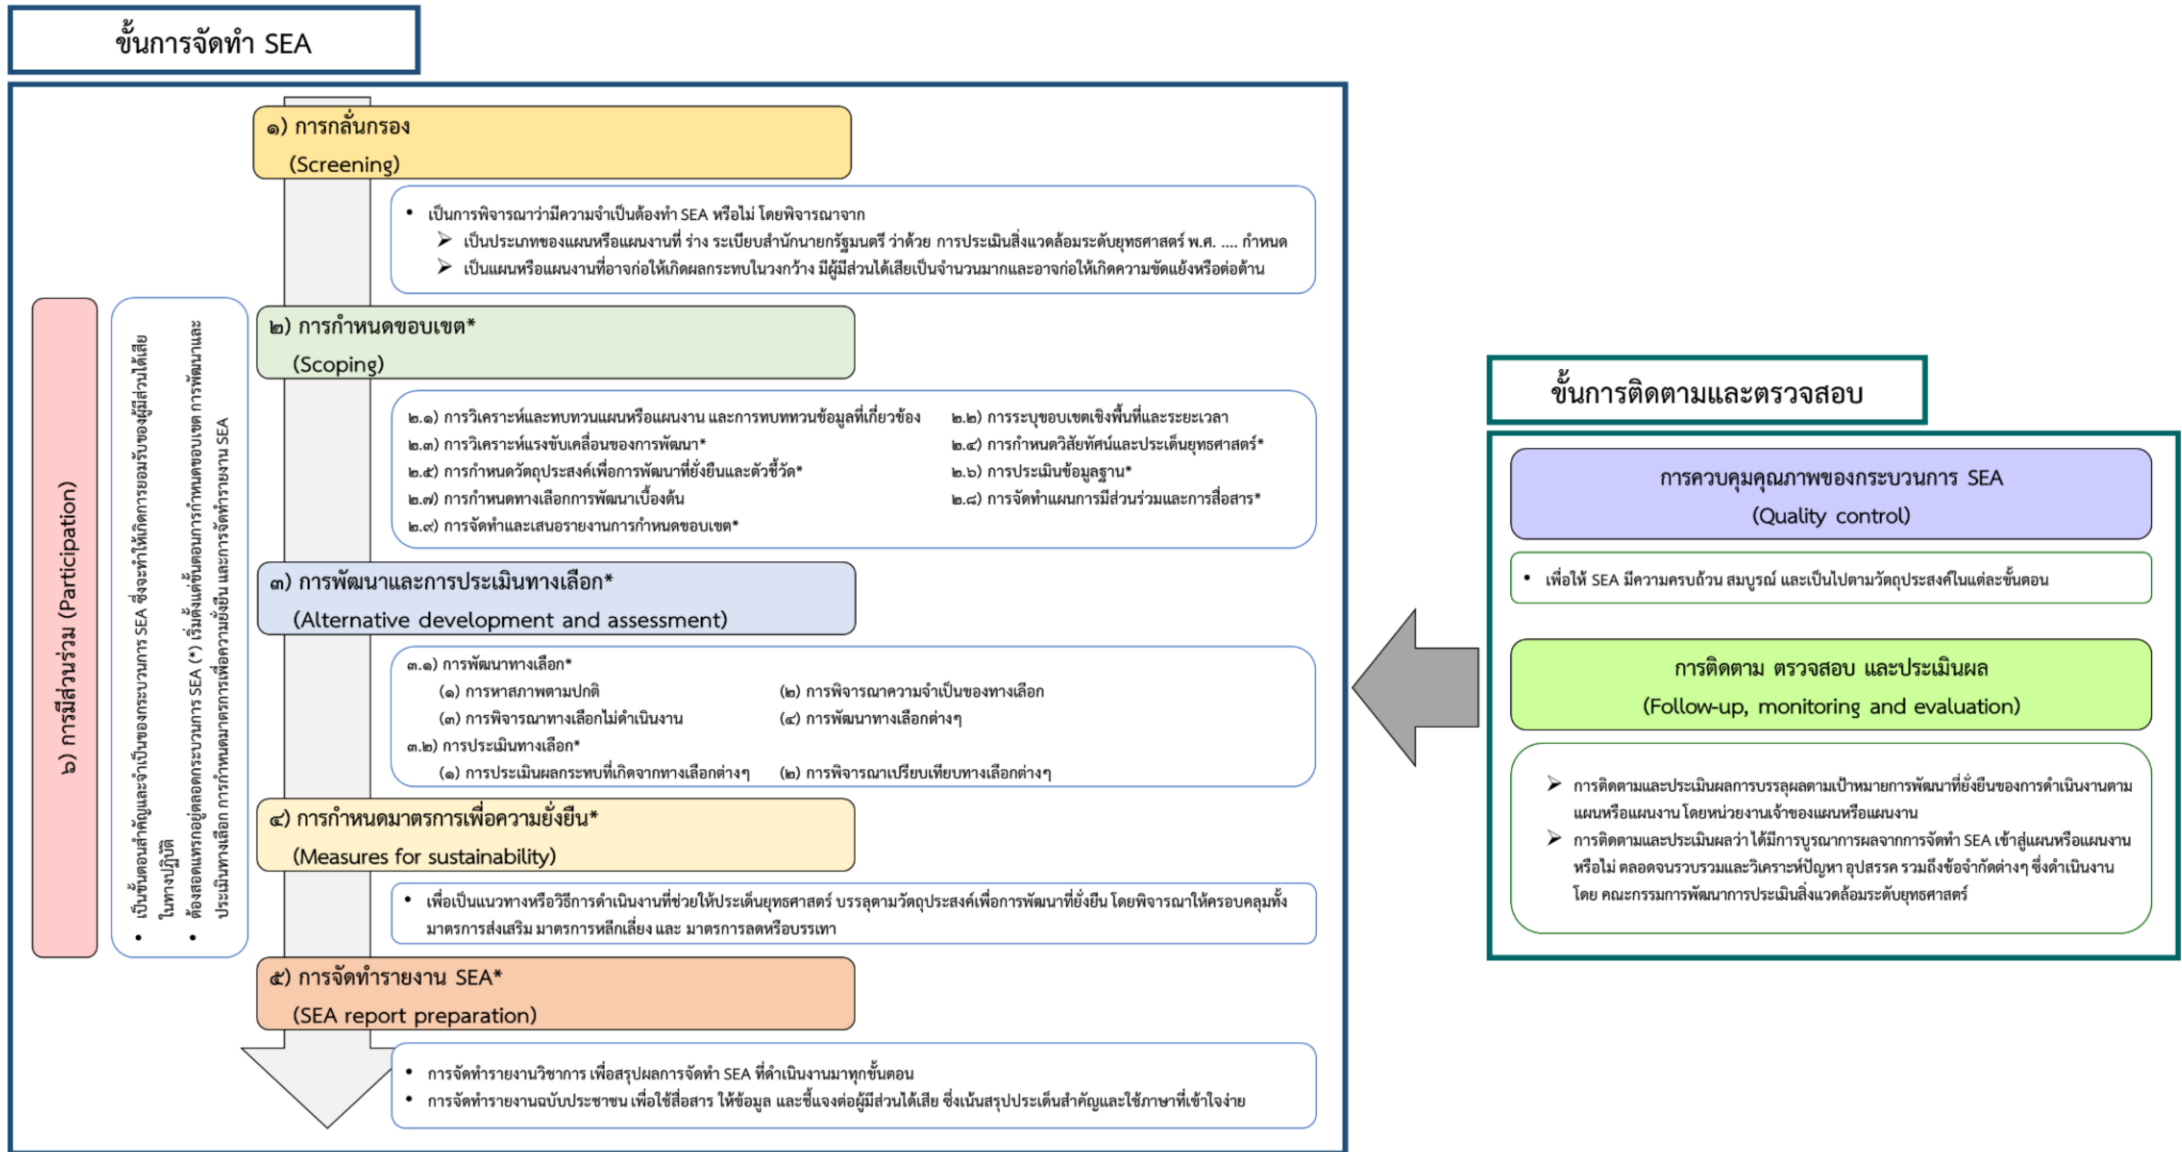 ขั้นการจัดทำ SEA
๑) การกลั่นกรอง
(Screening)
• เป็นการพิจารณาว่ามีความจำเป็นต้องทำ SEA หรือไม่ โดยพิจารณาจาก
➢ เป็นประเภทของแผนหรือแผนงานที่ ร่าง ระเบียบสำนักนายกรัฐมนตรี ว่าด้วย การประเมินสิ่งแวดล้อมระดับยุทธศาสตร์ พ.ศ. .... กำหนด
➢ เป็นแผนหรือแผนงานที่อาจก่อให้เกิดผลกระทบในวงกว้าง มีผู้มีส่วนได้เสียเป็นจำนวนมากและอาจก่อให้เกิดความขัดแย้งหรือต่อต้าน
๒) การกำหนดขอบเขต*
(Scoping)
๒.๑) การวิเคราะห์และทบทวนแผนหรือแผนงาน และการทบททวนข้อมูลที่เกี่ยวข้อง
๒.๒) การระบุขอบเขตเชิงพื้นที่และระยะเวลา
๒.๓) การวิเคราะห์แรงขับเคลื่อนของการพัฒนา*
๒.๔) การกำหนดวิสัยทัศน์และประเด็นยุทธศาสตร์*
๒.๕) การกำหนดวัตถุประสงค์เพื่อการพัฒนาที่ยั่งยืนและตัวชี้วัด*
๒.๖) การประเมินข้อมูลฐาน*
๒.๗) การกำหนดทางเลือกการพัฒนาเบื้องต้น
๒.๘) การจัดทำแผนการมีส่วนร่วมและการสื่อสาร*
๒.๙) การจัดทำและเสนอรายงานการกำหนดขอบเขต*
๓) การพัฒนาและการประเมินทางเลือก*
(Alternative development and assessment)
๓.๑) การพัฒนาทางเลือก*
(๑) การหาสภาพตามปกติ
(๒) การพิจารณาความจำเป็นของทางเลือก
(๓) การพิจารณาทางเลือกไม่ดำเนินงาน
(๔) การพัฒนาทางเลือกต่างๆ
๓.๒) การประเมินทางเลือก*
(๑) การประเมินผลกระทบที่เกิดจากทางเลือกต่างๆ
(๒) การพิจารณาเปรียบเทียบทางเลือกต่างๆ
๔) การกำหนดมาตรการเพื่อความยั่งยืน*
(Measures for sustainability)
• เพื่อเป็นแนวทางหรือวิธีการดำเนินงานที่ช่วยให้ประเด็นยุทธศาสตร์ บรรลุตามวัตถุประสงค์เพื่อการพัฒนาที่ยั่งยืน โดยพิจารณาให้ครอบคลุมทั้ง
มาตรการส่งเสริม มาตรการหลีกเลี่ยง และ มาตรการลดหรือบรรเทา
๕) การจัดทำรายงาน SEA*
(SEA report preparation)
• การจัดทำรายงานวิชาการ เพื่อสรุปผลการจัดทำ SEA ที่ดำเนินงานมาทุกขั้นตอน
• การจัดทำรายงานฉบับประชาชน เพื่อใช้สื่อสาร ให้ข้อมูล และชี้แจงต่อผู้มีส่วนได้เสีย ซึ่งเน้นสรุปประเด็นสำคัญและใช้ภาษาที่เข้าใจง่าย
๖) การมีส่วนร่วม (Participation)
• เป็นขั้นตอนสำคัญและจำเป็นของกระบวนการ SEA ซึ่งจะทำให้เกิดการยอมรับของผู้มีส่วนได้เสีย
ในทางปฏิบัติ
• ต้องสอดแทรกอยู่ตลอดกระบวนการ SEA (*) เริ่มตั้งแต่ขั้นตอนการกำหนดขอบเขต การพัฒนาและ
ประเมินทางเลือก การกำหนดมาตรการเพื่อความยั่งยืน และการจัดทำรายงาน SEA
ขั้นการติดตามและตรวจสอบ
การควบคุมคุณภาพของกระบวนการ SEA
(Quality control)
• เพื่อให้ SEA มีความครบถ้วน สมบูรณ์ และเป็นไปตามวัตถุประสงค์ในแต่ละขั้นตอน
การติดตาม ตรวจสอบ และประเมินผล
(Follow-up, monitoring and evaluation)
➢ การติดตามและประเมินผลการบรรลุผลตามเป้าหมายการพัฒนาที่ยั่งยืนของการดำเนินงานตาม
แผนหรือแผนงาน โดยหน่วยงานเจ้าของแผนหรือแผนงาน
➢ การติดตามและประเมินผลว่า ได้มีการบูรณาการผลจากการจัดทำ SEA เข้าสู่แผนหรือแผนงาน
หรือไม่ ตลอดจนรวบรวมและวิเคราะห์ปัญหา อุปสรรค รวมถึงข้อจำกัดต่างๆ ซึ่งดำเนินงาน
โดย คณะกรรมการพัฒนาการประเมินสิ่งแวดล้อมระดับยุทธศาสตร์